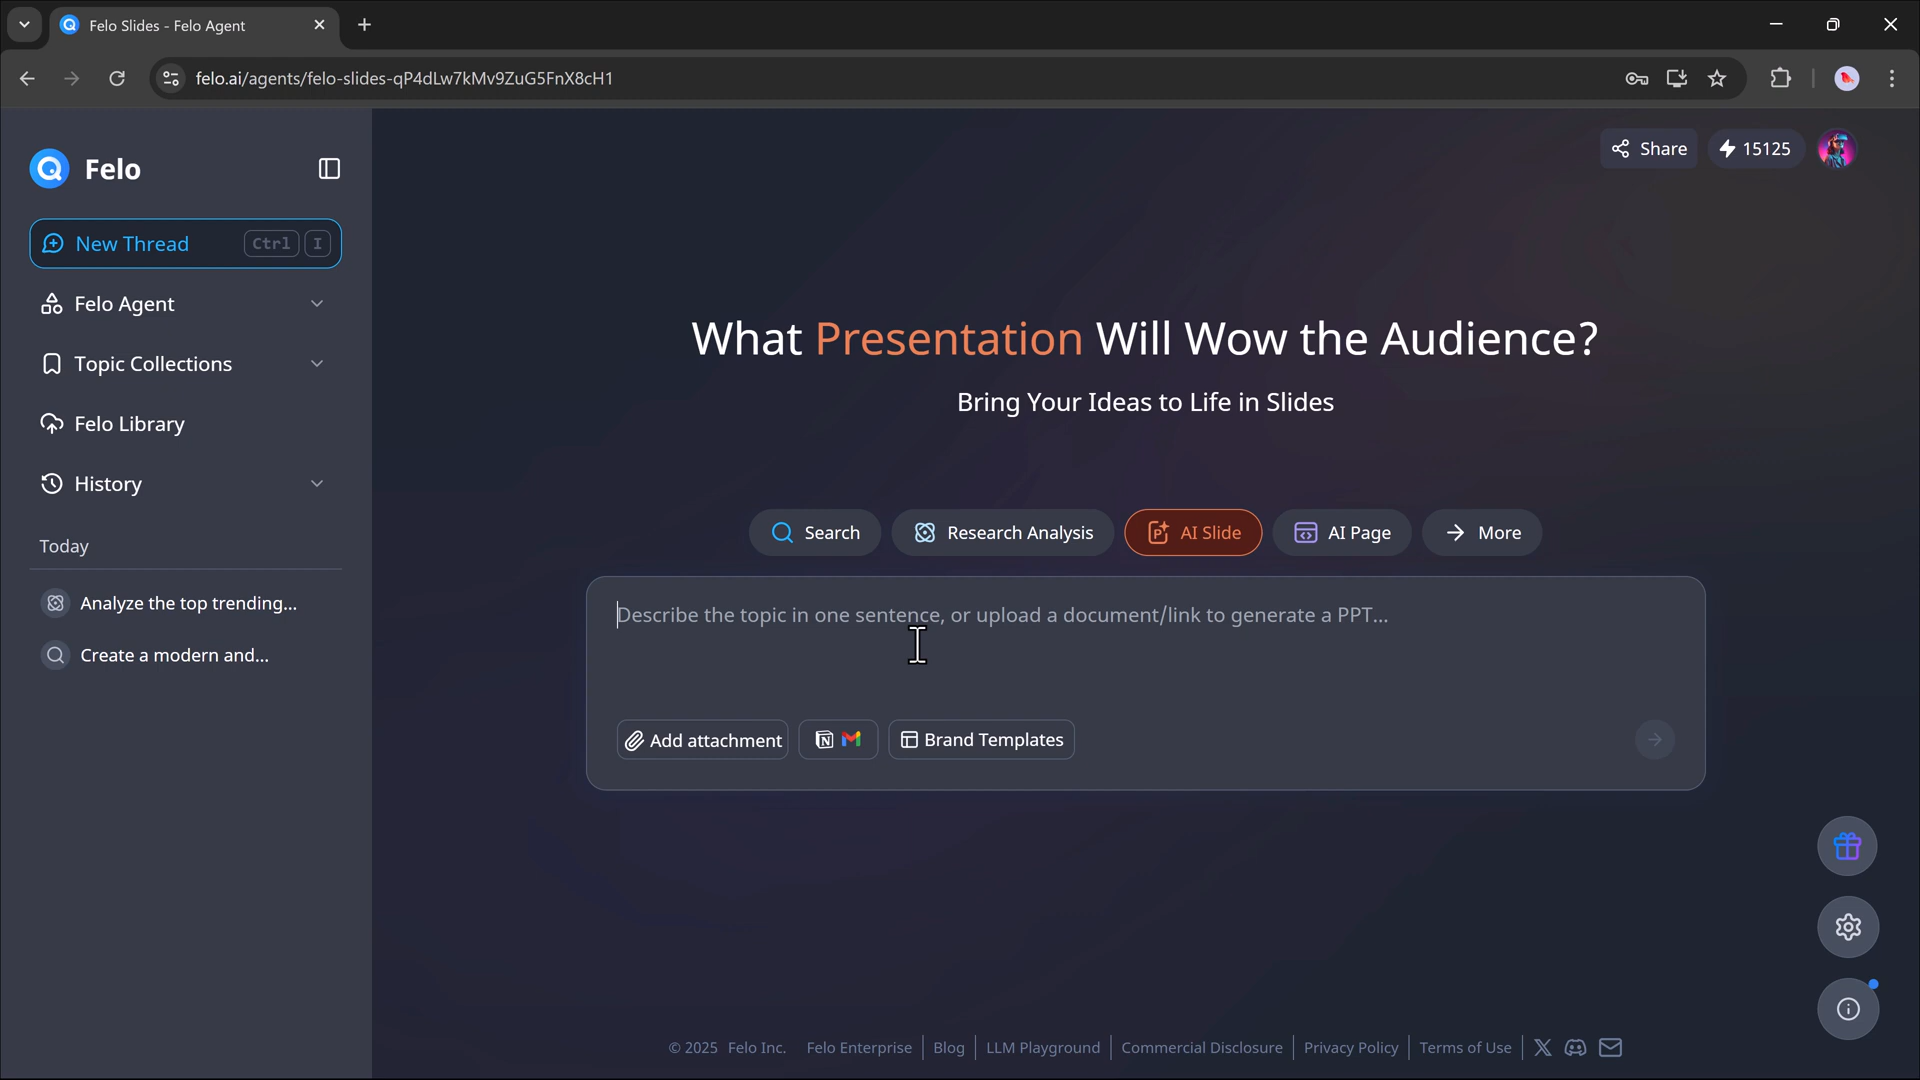 Felo Slides - Felo Agent
felo.ai/agents/felo-slides-qP4dLw7kMv9ZuG5FnX8cH1
Felo
New Thread Ctrl I
Felo Agent
Topic Collections
Felo Library
History
Today
Analyze the top trending...
Create a modern and...
Share 15125
What Presentation Will Wow the Audience?
Bring Your Ideas to Life in Slides
Search Research Analysis AI Slide AI Page More
Describe the topic in one sentence, or upload a document/link to generate a PPT...
Add attachment Brand Templates
© 2025 Felo Inc. Felo Enterprise Blog LLM Playground Commercial Disclosure Privacy Policy Terms of Use